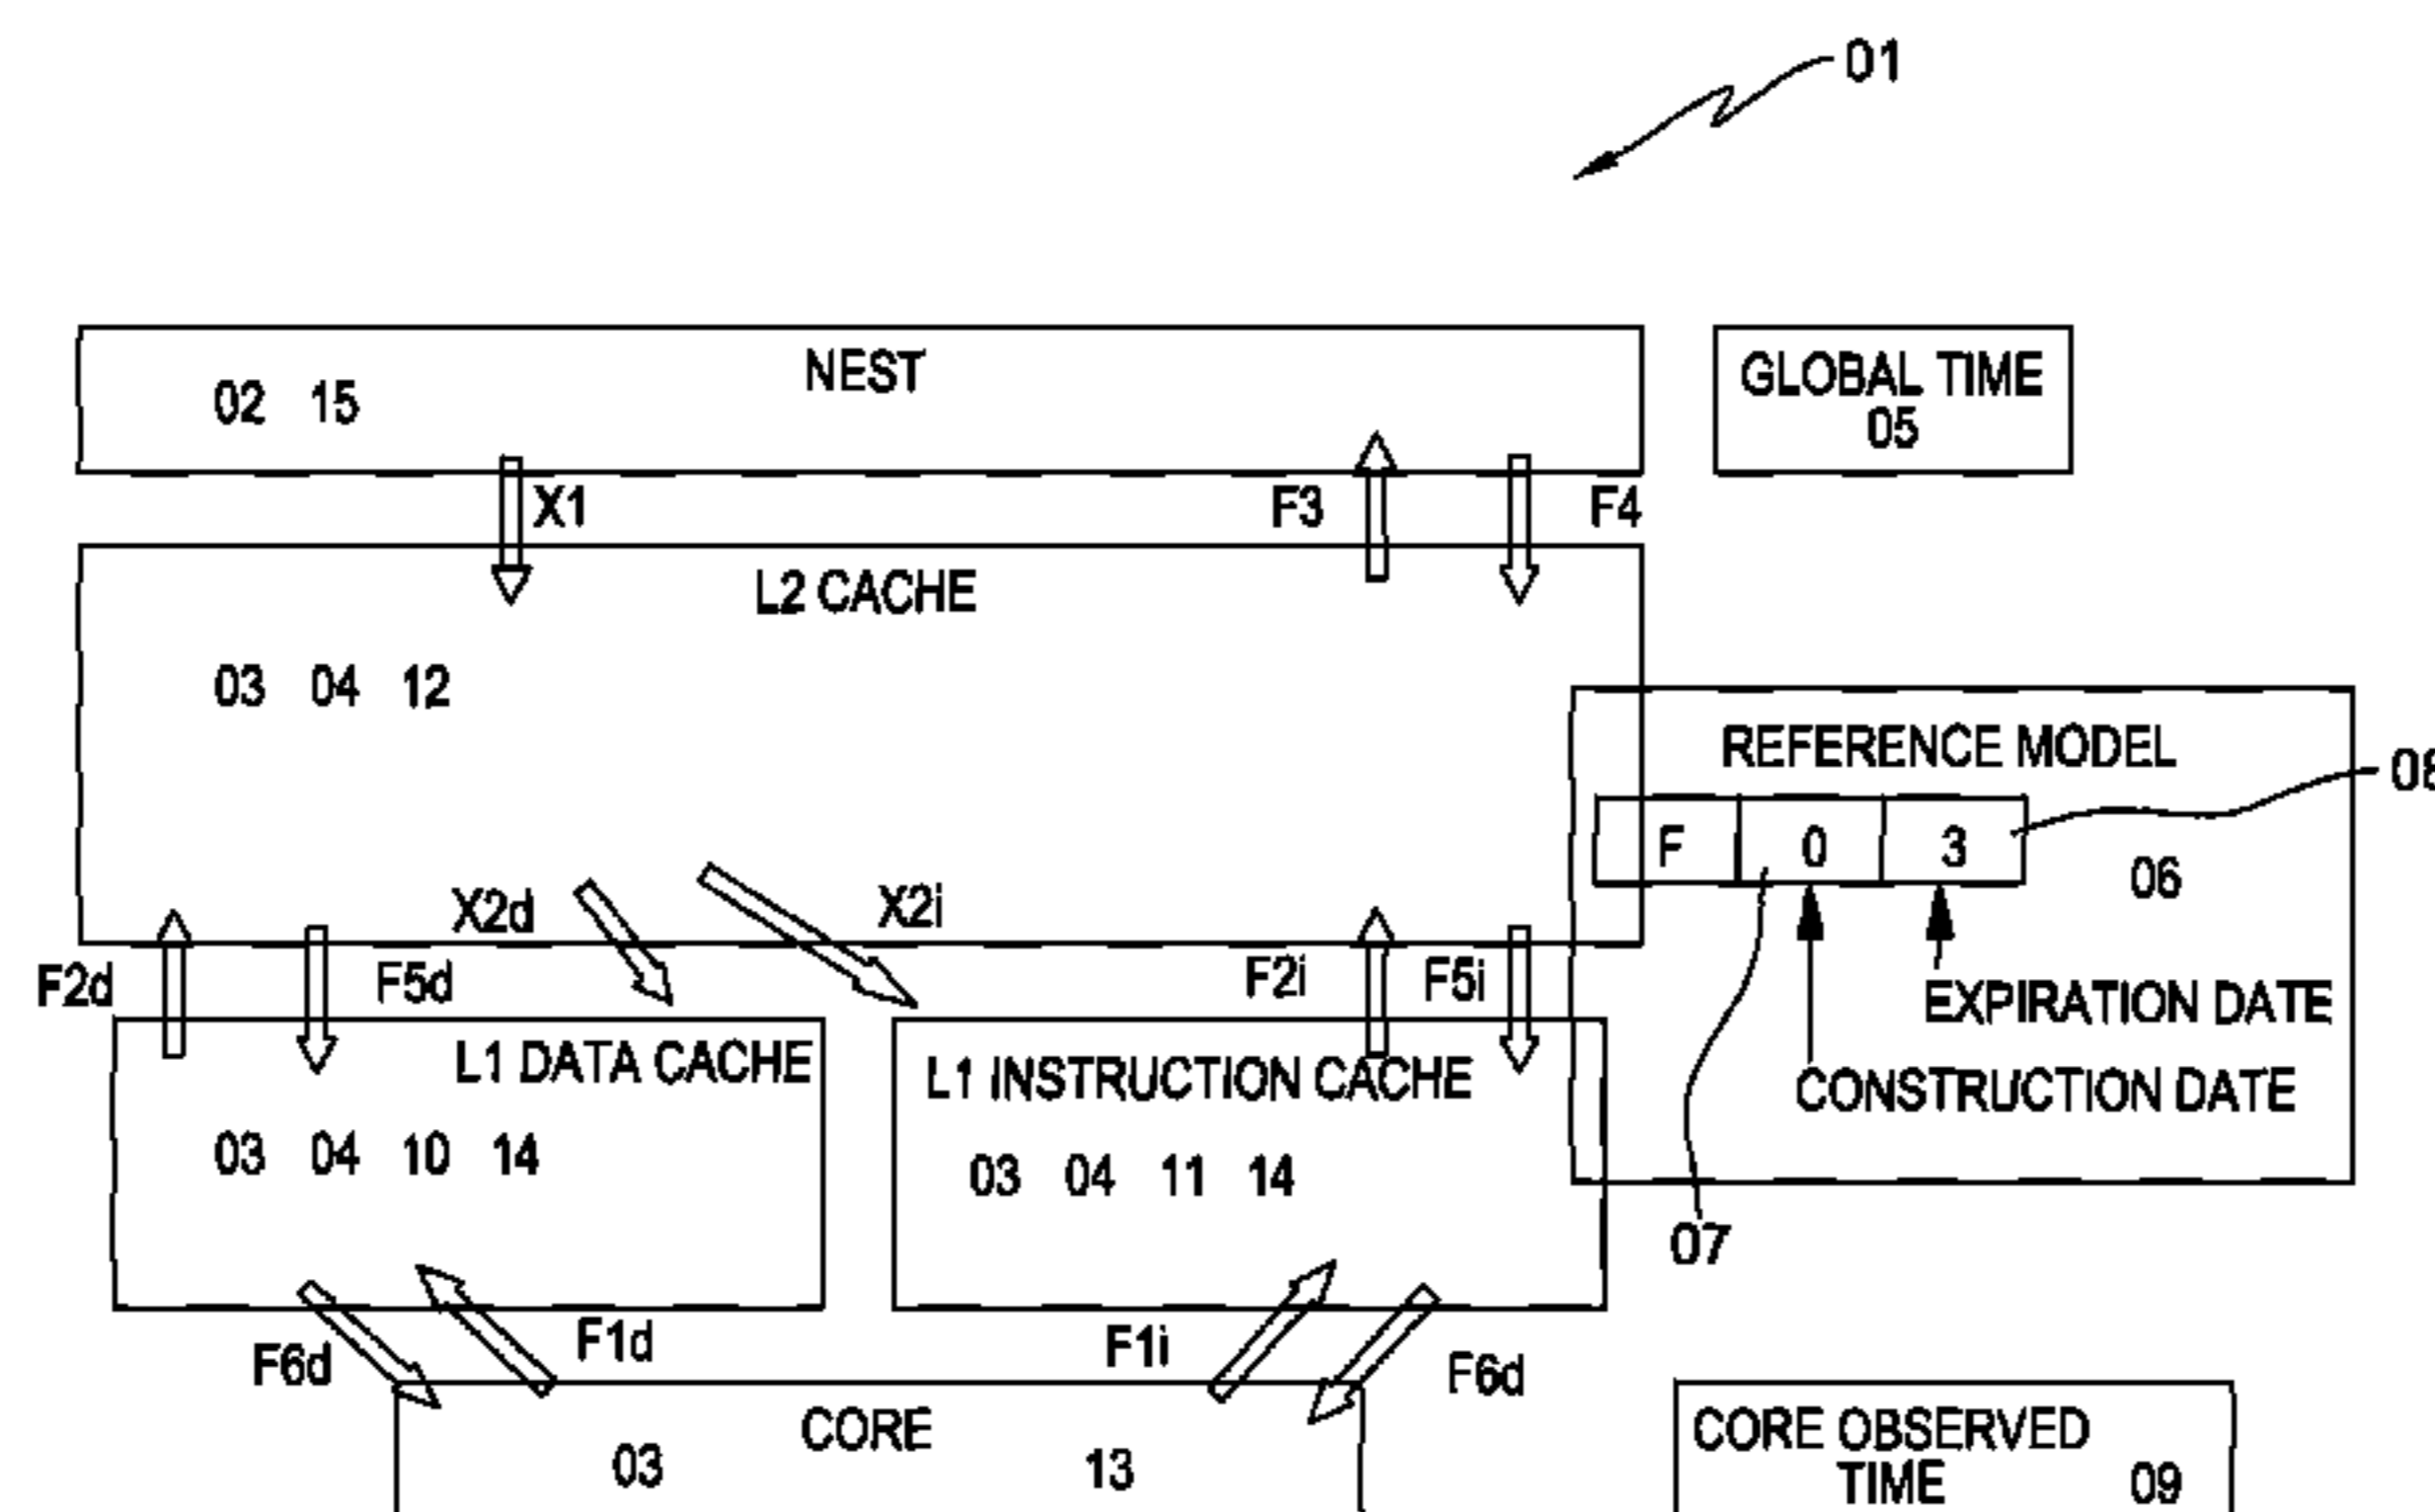 01
NEST
02 15
GLOBAL TIME
05
X1
F3
F4
L2 CACHE
03 04 12
REFERENCE MODEL
08
F 0 3
06
X2d
X2i
F2d
F5d
F2i
F5i
EXPIRATION DATE
CONSTRUCTION DATE
L1 DATA CACHE
L1 INSTRUCTION CACHE
03 04 10 14
03 04 11 14
07
F6d
F1d
F1i
F6d
CORE
03 13
CORE OBSERVED
TIME 09